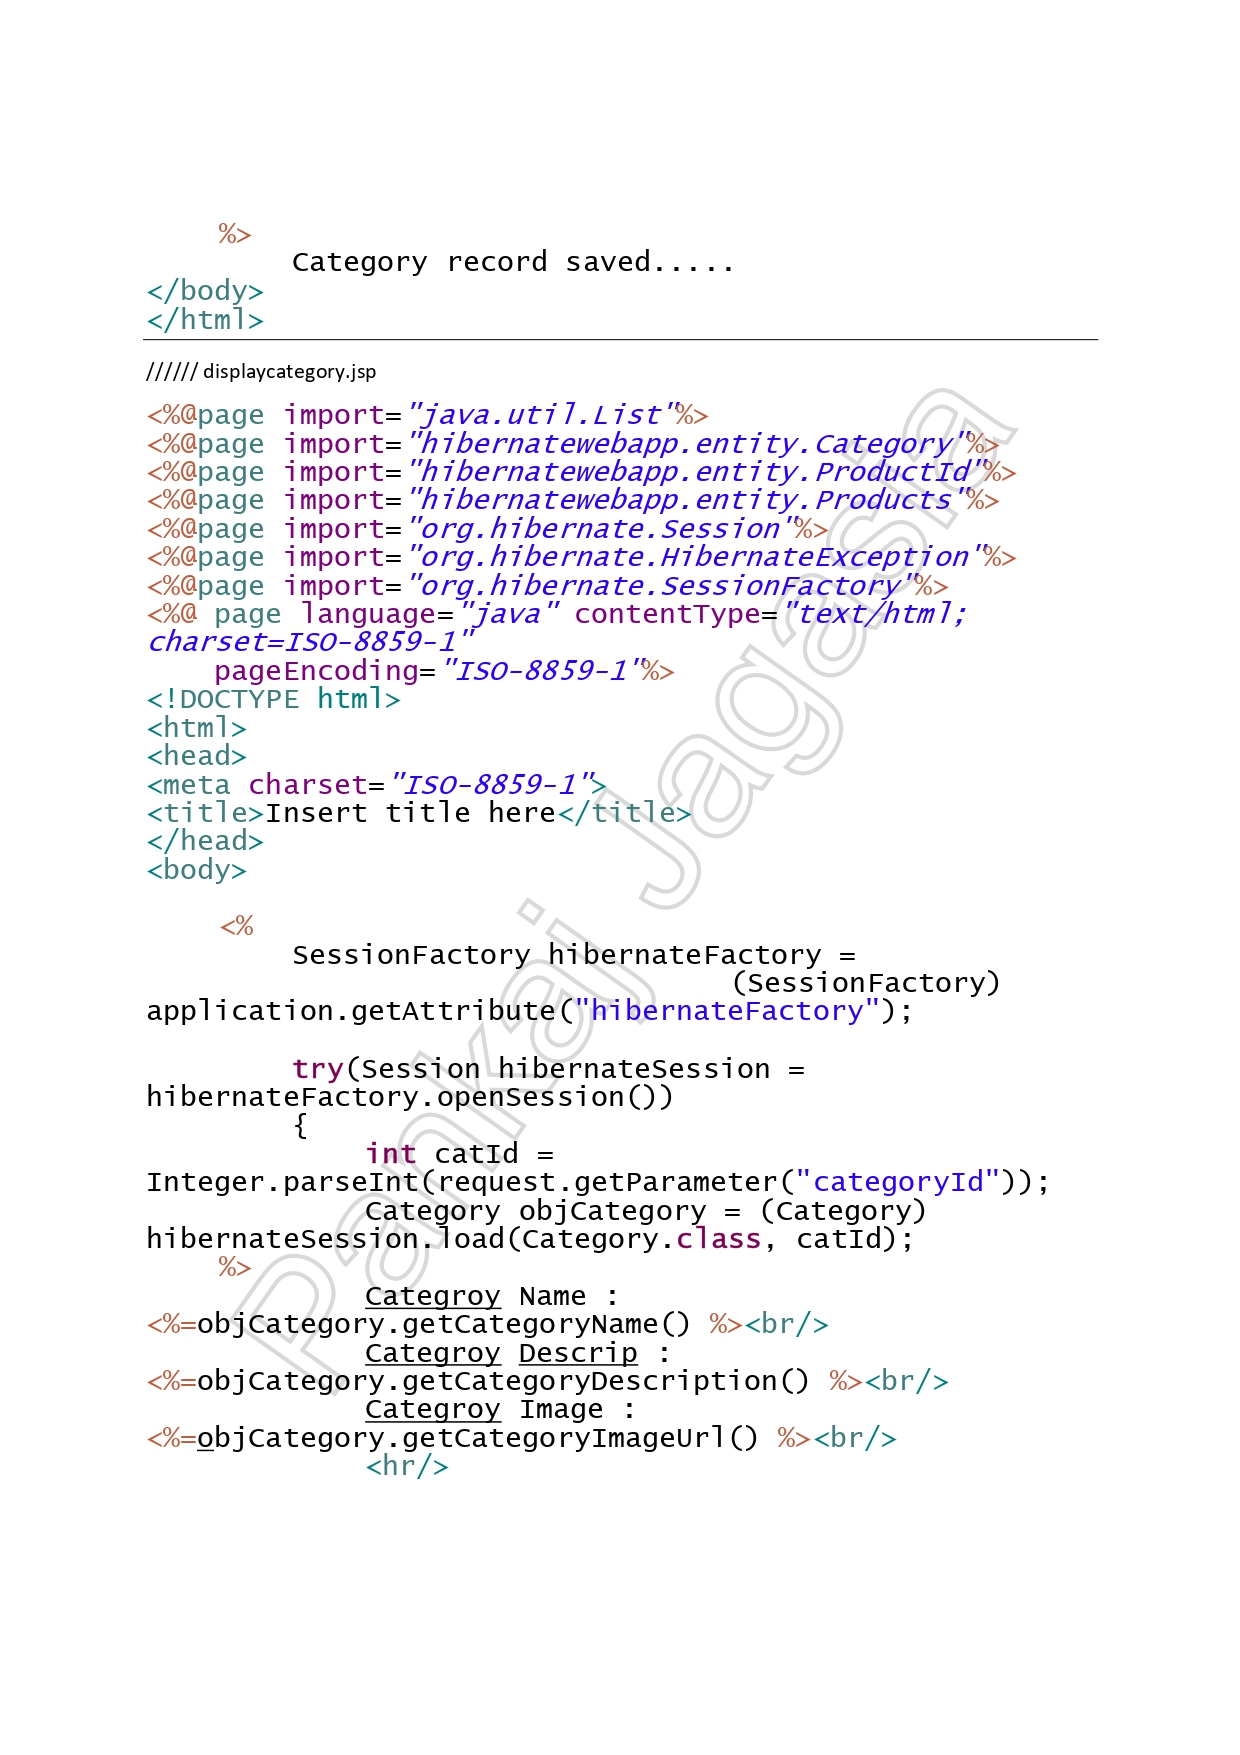 %>
Category record saved.....
</body>
</html>
////// displaycategory.jsp
<%@page import="java.util.List"%>
<%@page import="hibernatewebapp.entity.Category"%>
<%@page import="hibernatewebapp.entity.ProductId"%>
<%@page import="hibernatewebapp.entity.Products"%>
<%@page import="org.hibernate.Session"%>
<%@page import="org.hibernate.HibernateException"%>
<%@page import="org.hibernate.SessionFactory"%>
<%@ page language="java" contentType="text/html;
charset=ISO-8859-1"
pageEncoding="ISO-8859-1"%>
<!DOCTYPE html>
<html>
<head>
<meta charset="ISO-8859-1">
<title>Insert title here</title>
</head>
<body>
<%
SessionFactory hibernateFactory =
(SessionFactory)
application.getAttribute("hibernateFactory");
try(Session hibernateSession =
hibernateFactory.openSession())
{
int catId =
Integer.parseInt(request.getParameter("categoryId"));
Category objCategory = (Category)
hibernateSession.load(Category.class, catId);
%>
Categroy Name :
<%=objCategory.getCategoryName() %><br/>
Categroy Descrip :
<%=objCategory.getCategoryDescription() %><br/>
Categroy Image :
<%=objCategory.getCategoryImageUrl() %><br/>
<hr/>
Pankaj Jagasia